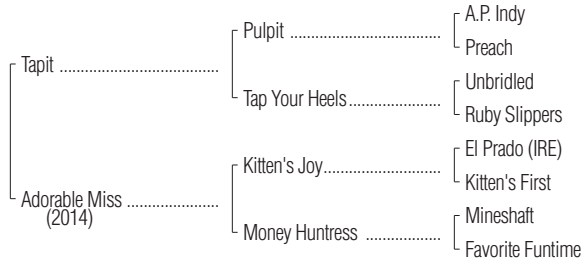 A.P. Indy
Pulpit
Preach
Tapit
Unbridled
Tap Your Heels
Ruby Slippers
El Prado (IRE)
Kitten's Joy
Kitten's First
Adorable Miss
(2014)
Mineshaft
Money Huntress
Favorite Funtime